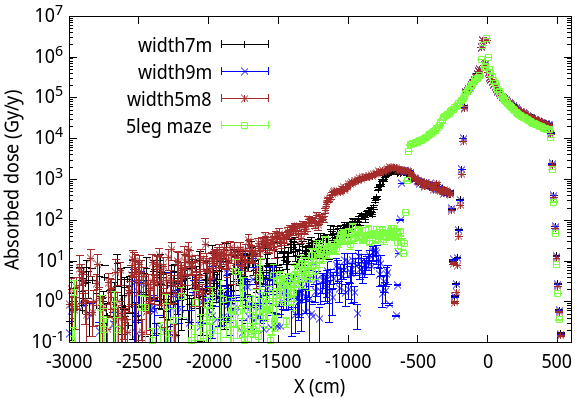 10^7
10^6
10^5
10^4
10^3
10^2
10^1
10^0
10^-1
Absorbed dose (Gy/y)
width7m
width9m
width5m8
5leg maze
-3000 -2500 -2000 -1500 -1000 -500 0 500
X (cm)